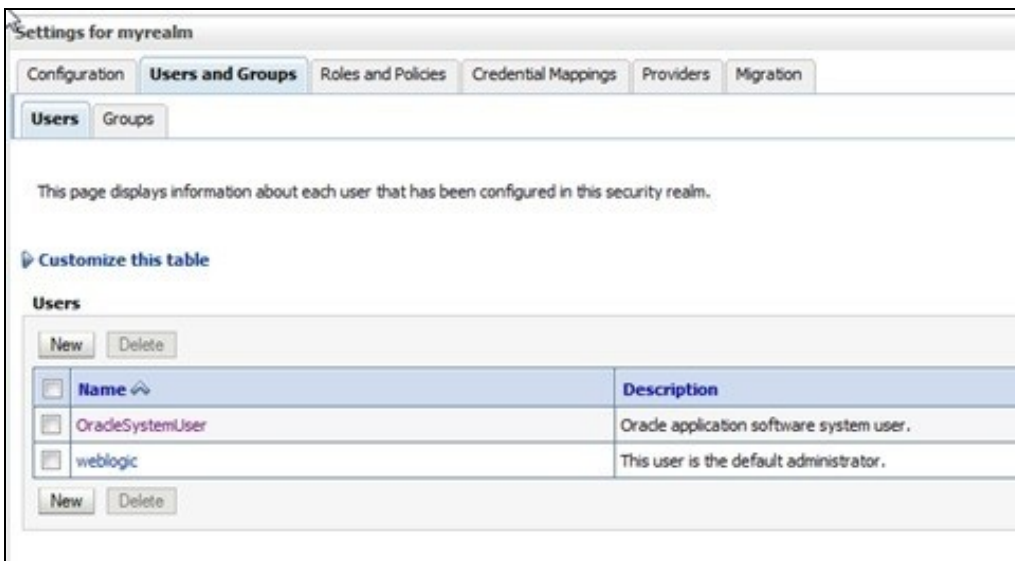 Settings for myrealm
Configuration Users and Groups Roles and Policies Credential Mappings Providers Migration
Users Groups
This page displays information about each user that has been configured in this security realm.
Customize this table
Users
New Delete
Name Description
OracleSystemUser Oracle application software system user.
weblogic This user is the default administrator.
New Delete